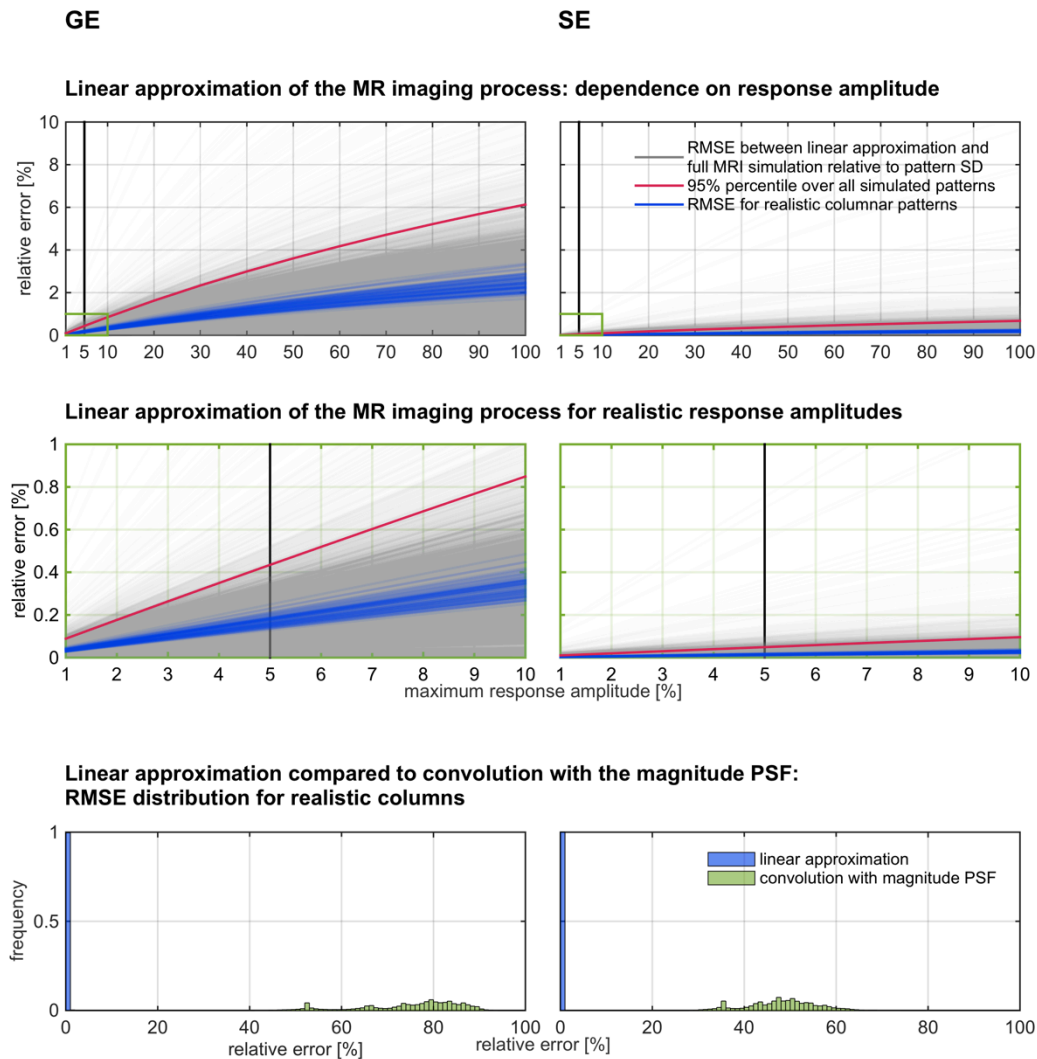 GE SE
Linear approximation of the MR imaging process: dependence on response amplitude
10
8
6
4
2
0
relative error [%]
1 5 10 20 30 40 50 60 70 80 90 100
RMSE between linear approximation and
full MRI simulation relative to pattern SD
95% percentile over all simulated patterns
RMSE for realistic columnar patterns
1 5 10 20 30 40 50 60 70 80 90 100
Linear approximation of the MR imaging process for realistic response amplitudes
1
0.8
0.6
0.4
0.2
0
relative error [%]
1 2 3 4 5 6 7 8 9 10
1 2 3 4 5 6 7 8 9 10
maximum response amplitude [%]
Linear approximation compared to convolution with the magnitude PSF:
RMSE distribution for realistic columns
1
0.5
0
frequency
0 20 40 60 80 100
relative error [%]
linear approximation
convolution with magnitude PSF
0 20 40 60 80 100
relative error [%]